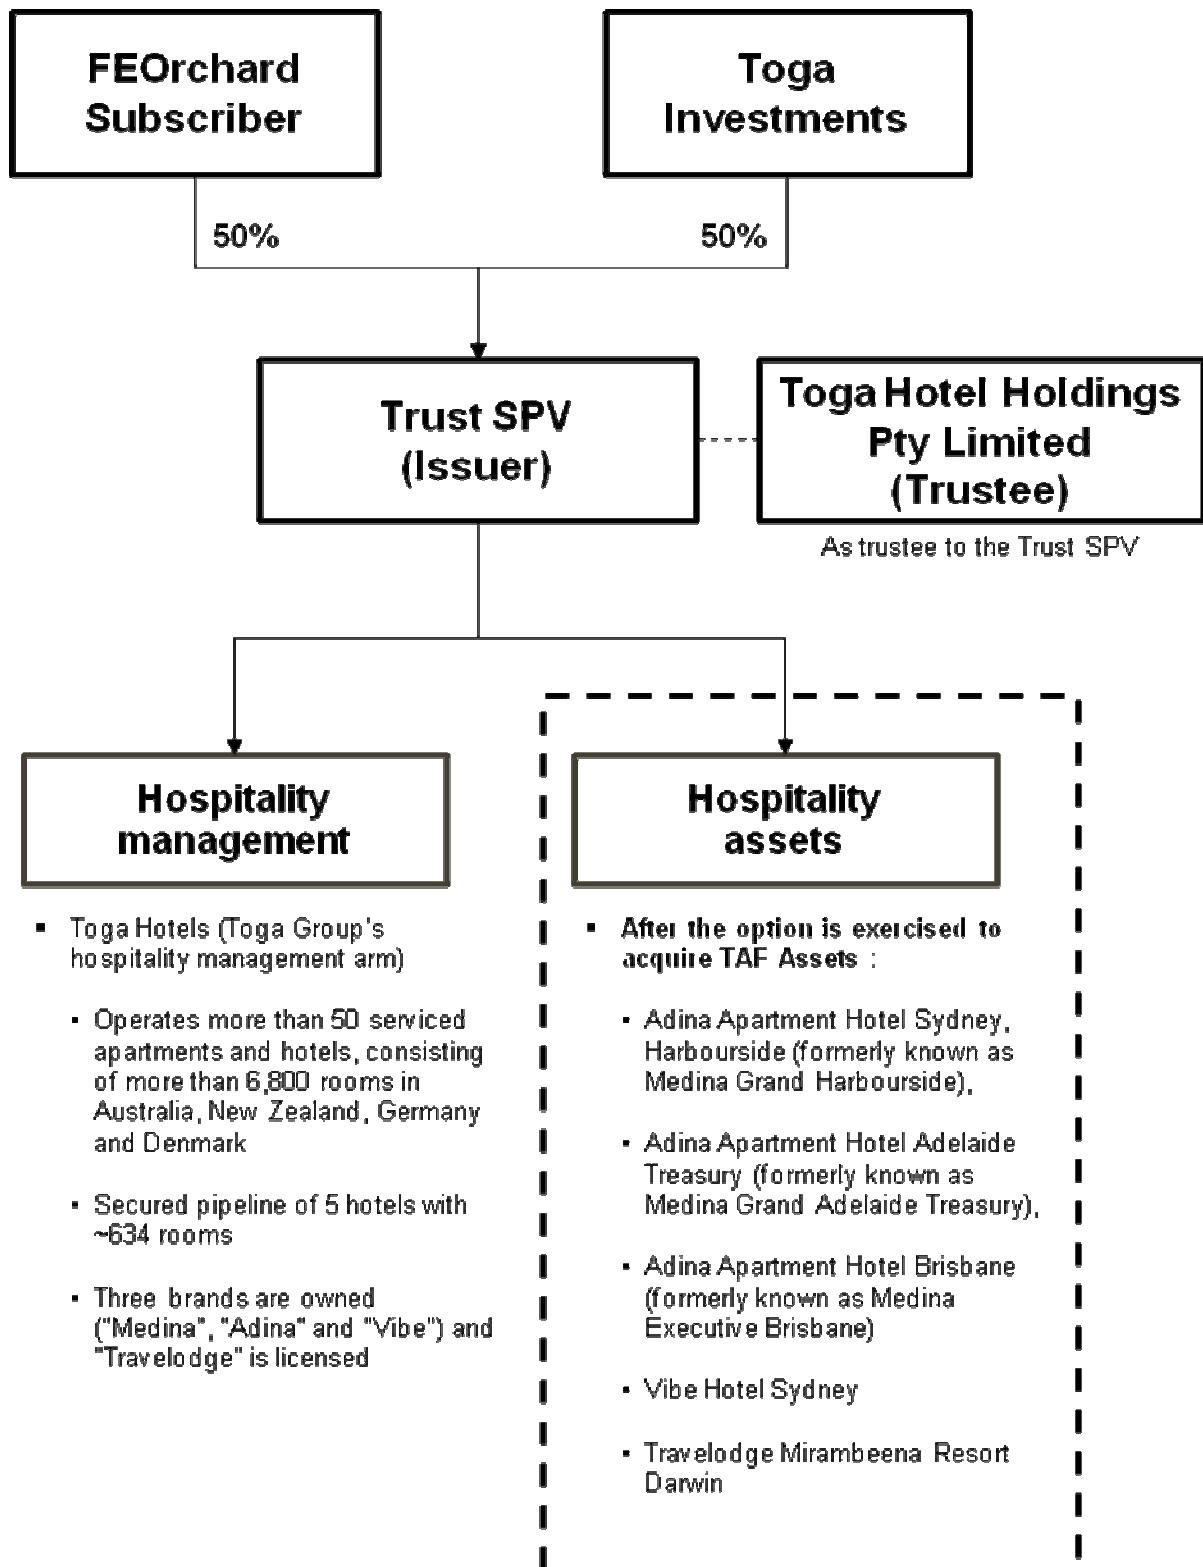 FEOrchard
Subscriber
Toga
Investments
50%
50%
Trust SPV
(Issuer)
Toga Hotel Holdings
Pty Limited
(Trustee)
As trustee to the Trust SPV
Hospitality
management
▪ Toga Hotels (Toga Group's
hospitality management arm)
▪ Operates more than 50 serviced
apartments and hotels, consisting
of more than 6,800 rooms in
Australia, New Zealand, Germany
and Denmark
▪ Secured pipeline of 5 hotels with
~634 rooms
▪ Three brands are owned
("Medina", "Adina" and "Vibe") and
"Travelodge" is licensed
Hospitality
assets
▪ After the option is exercised to
acquire TAF Assets :
▪ Adina Apartment Hotel Sydney,
Harbourside (formerly known as
Medina Grand Harbourside),
▪ Adina Apartment Hotel Adelaide
Treasury (formerly known as
Medina Grand Adelaide Treasury),
▪ Adina Apartment Hotel Brisbane
(formerly known as Medina
Executive Brisbane)
▪ Vibe Hotel Sydney
▪ Travelodge Mirambeena Resort
Darwin